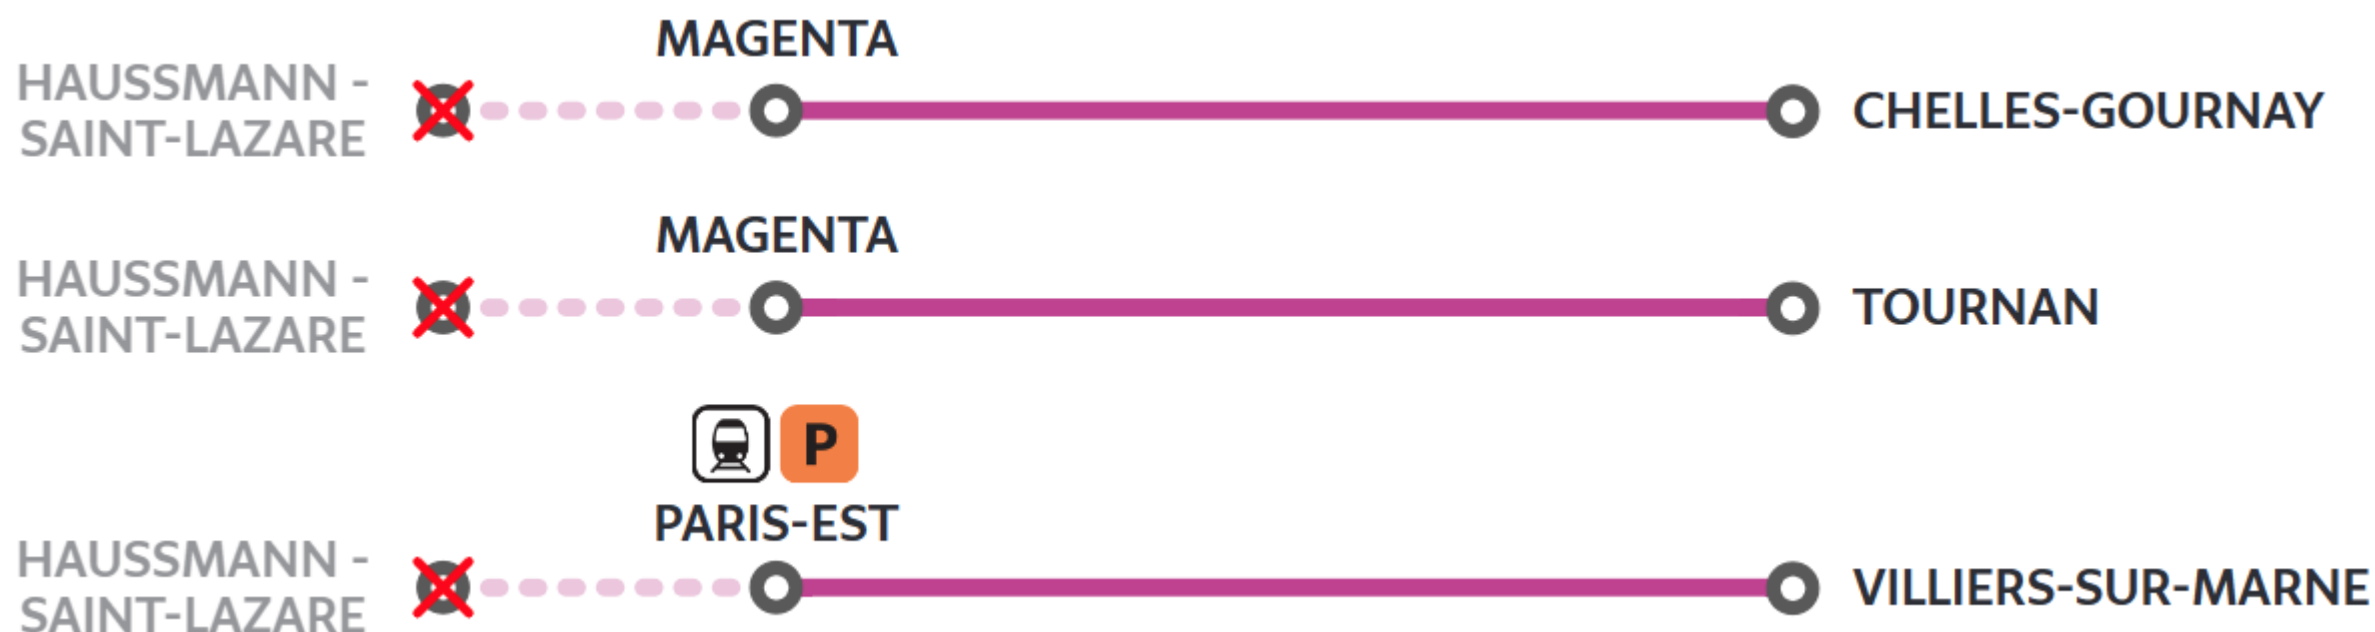 MAGENTA
HAUSSMANN -
SAINT-LAZARE
CHELLES-GOURNAY
MAGENTA
HAUSSMANN -
SAINT-LAZARE
TOURNAN
P
PARIS-EST
HAUSSMANN -
SAINT-LAZARE
VILLIERS-SUR-MARNE